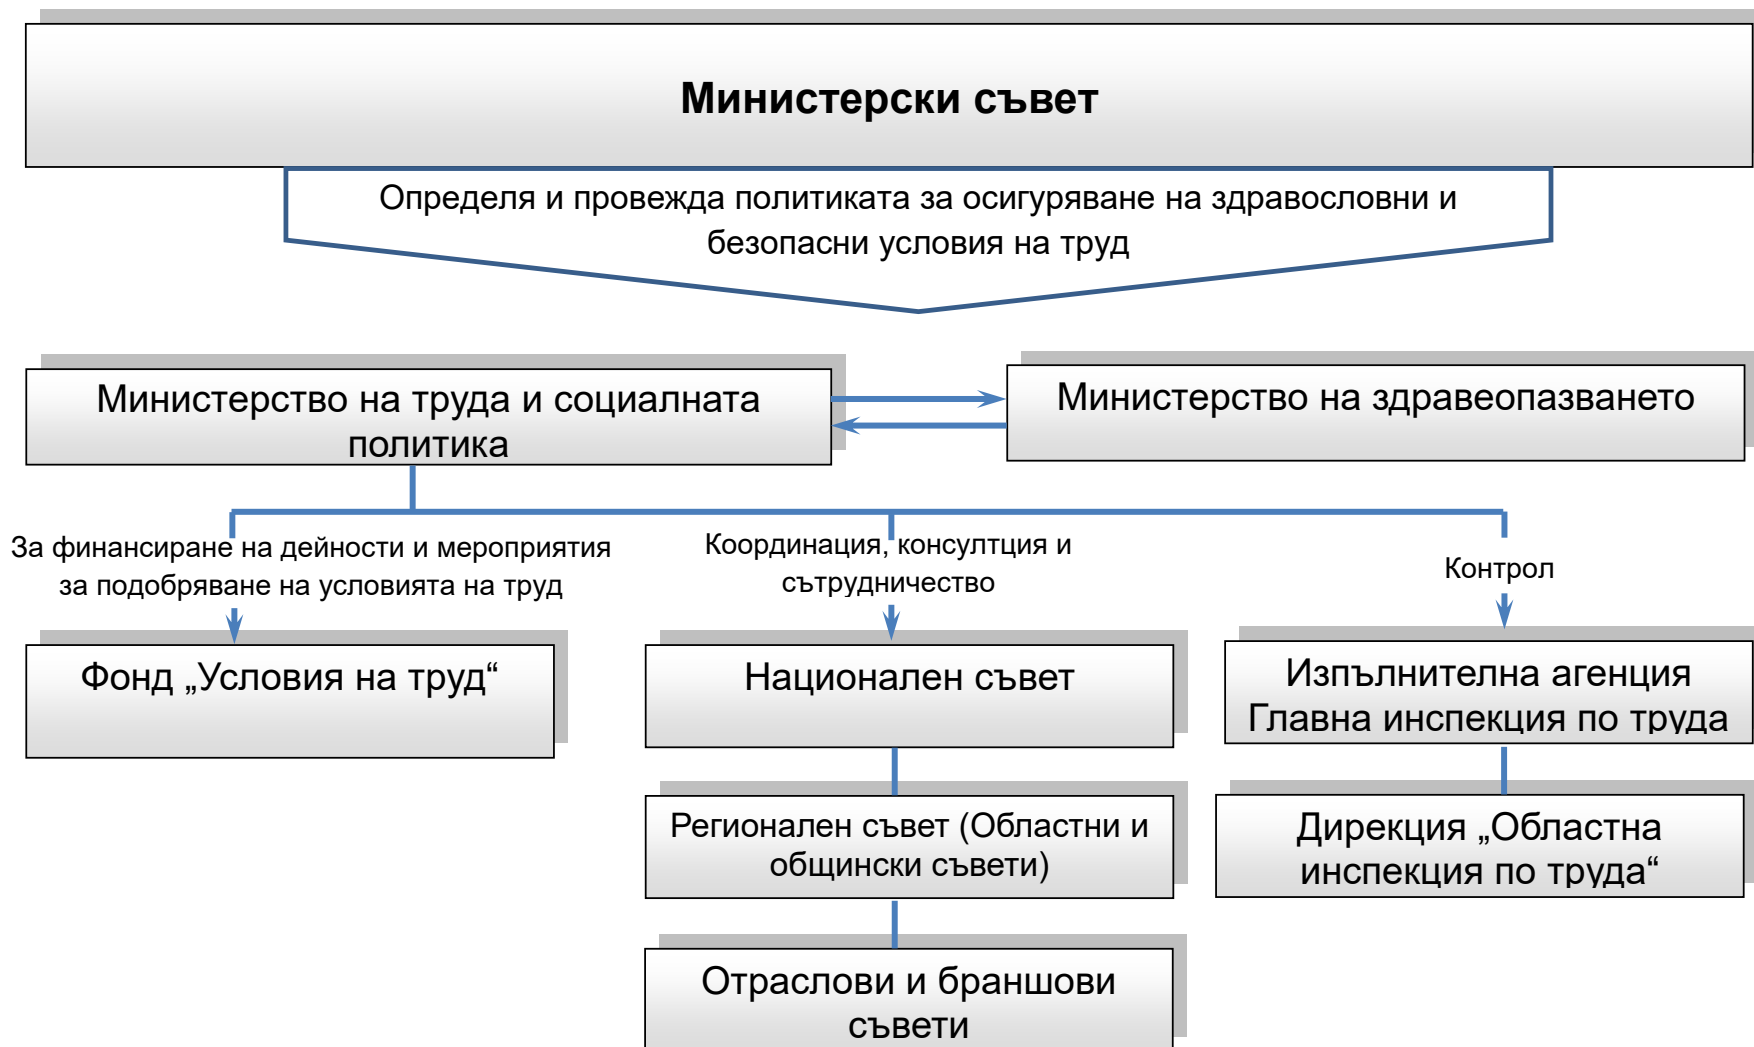 Министерски съвет
Определя и провежда политиката за осигуряване на здравословни и
безопасни условия на труд
Министерство на труда и социалната
политика
Министерство на здравеопазването
За финансиране на дейности и мероприятия
за подобряване на условията на труд
Координация, консултция и
сътрудничество
Контрол
Фонд „Условия на труд“
Национален съвет
Изпълнителна агенция
Главна инспекция по труда
Регионален съвет (Областни и
общински съвети)
Дирекция „Областна
инспекция по труда“
Отраслови и браншови
съвети